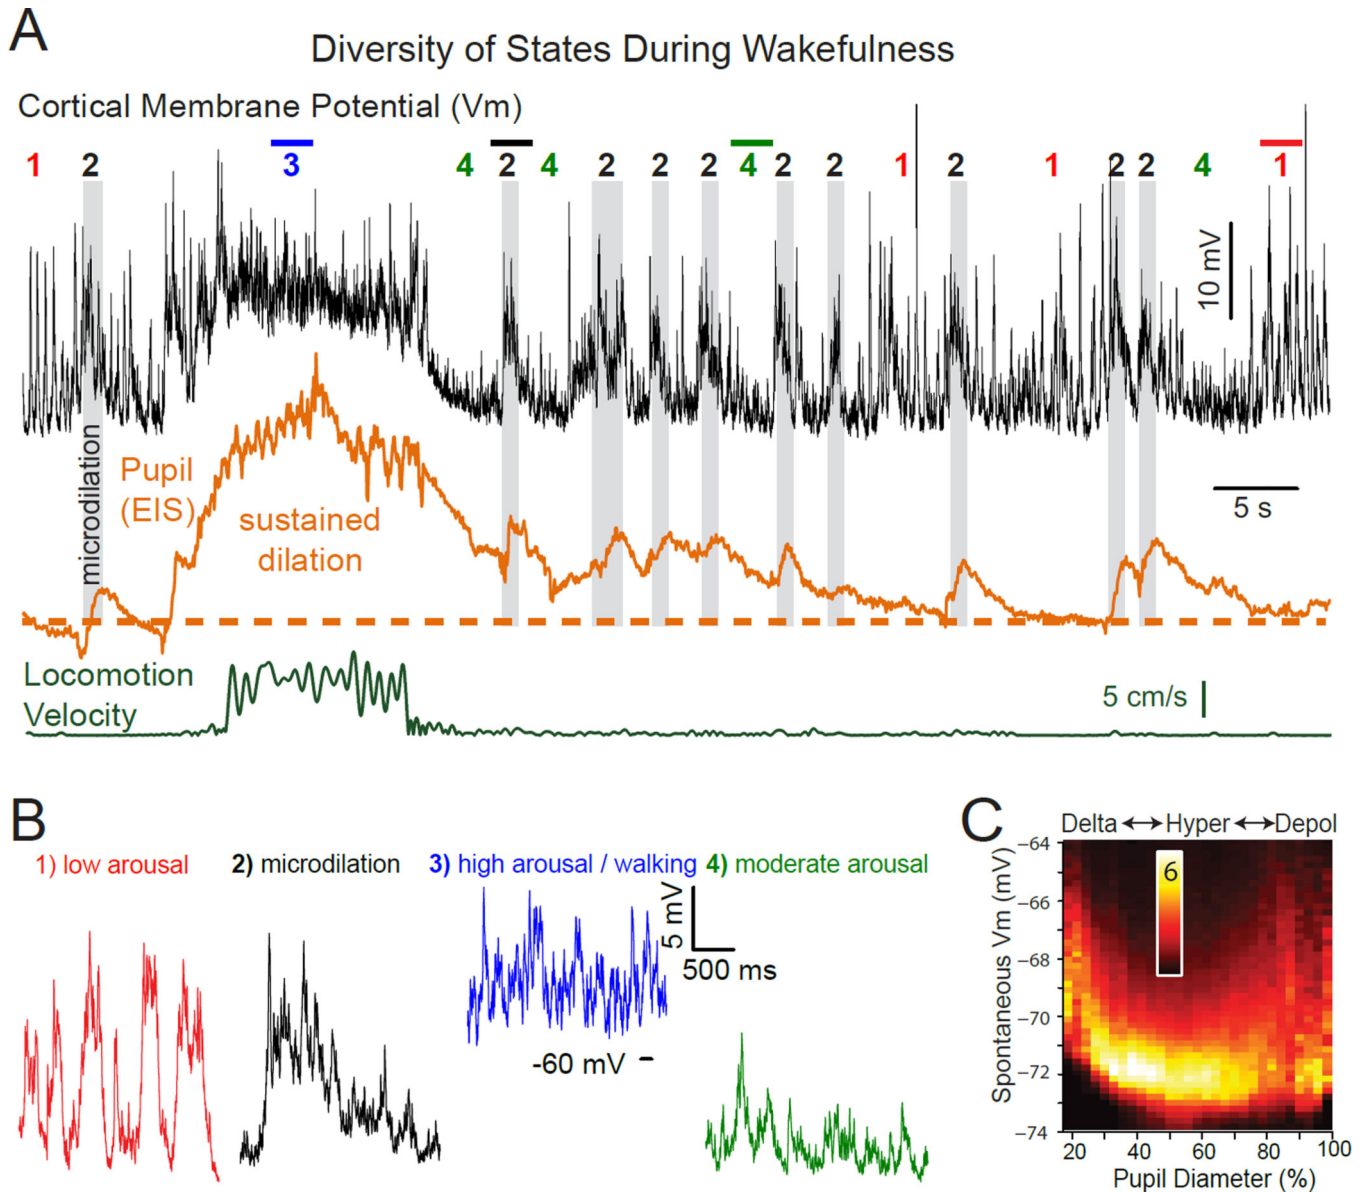 A
Diversity of States During Wakefulness
Cortical Membrane Potential (Vm)
1 2 3 4 2 4 2 2 2 4 2 2 1 2 1 2 2 4 1
10 mV
microdilation
Pupil
(EIS)
sustained
dilation
5 s
Locomotion
Velocity
5 cm/s
B
1) low arousal
2) microdilation
3) high arousal / walking
4) moderate arousal
5 mV
500 ms
-60 mV
C
Delta Hyper Depol
6
Spontaneous Vm (mV)
−64
−66
−68
−70
−72
−74
20 40 60 80 100
Pupil Diameter (%)